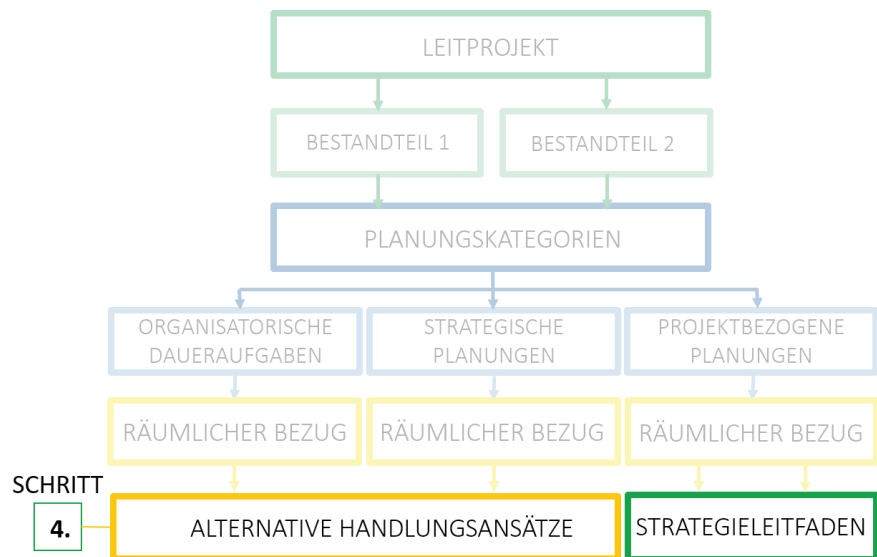 LEITPROJEKT
BESTANDTEIL 1
BESTANDTEIL 2
PLANUNGSKATEGORIEN
ORGANISATORISCHE
DAUERAUFGABEN
STRATEGISCHE
PLANUNGEN
PROJEKTBEZOGENE
PLANUNGEN
RÄUMLICHER BEZUG
RÄUMLICHER BEZUG
RÄUMLICHER BEZUG
SCHRITT
4.
ALTERNATIVE HANDLUNGSANSÄTZE
STRATEGIELEITFADEN